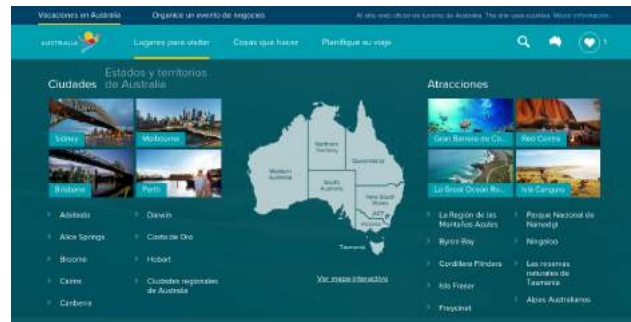 Vacaciones en Australia
Organice un evento de negocios
Al sitio web oficial de turismo de Australia. The site uses cookies.
AUSTRALIA
Lugares para visitar
Cosas que hacer
Planifique su viaje
1
Ciudades
Estados y territorios
de Australia
Atracciones
Sídney
Melbourne
Brisbane
Perth
Adelaida
Alice Springs
Broome
Cairns
Canberra
Darwin
Costa de Oro
Hobart
Ciudades regionales
de Australia
Northern
Territory
Queensland
Western
Australia
South
Australia
New South
Wales
ACT
Victoria
Tasmania
Ver mapa interactivo
Gran Barrera de Co...
Red Centre
La Great Ocean Ro...
Isla Canguro
La Región de las
Montañas Azules
Byron Bay
Cordillera Flinders
Isla Fraser
Freycinet
Parque Nacional de
Namadgi
Ningaloo
Las reservas
naturales de
Tasmania
Alpes Australianos